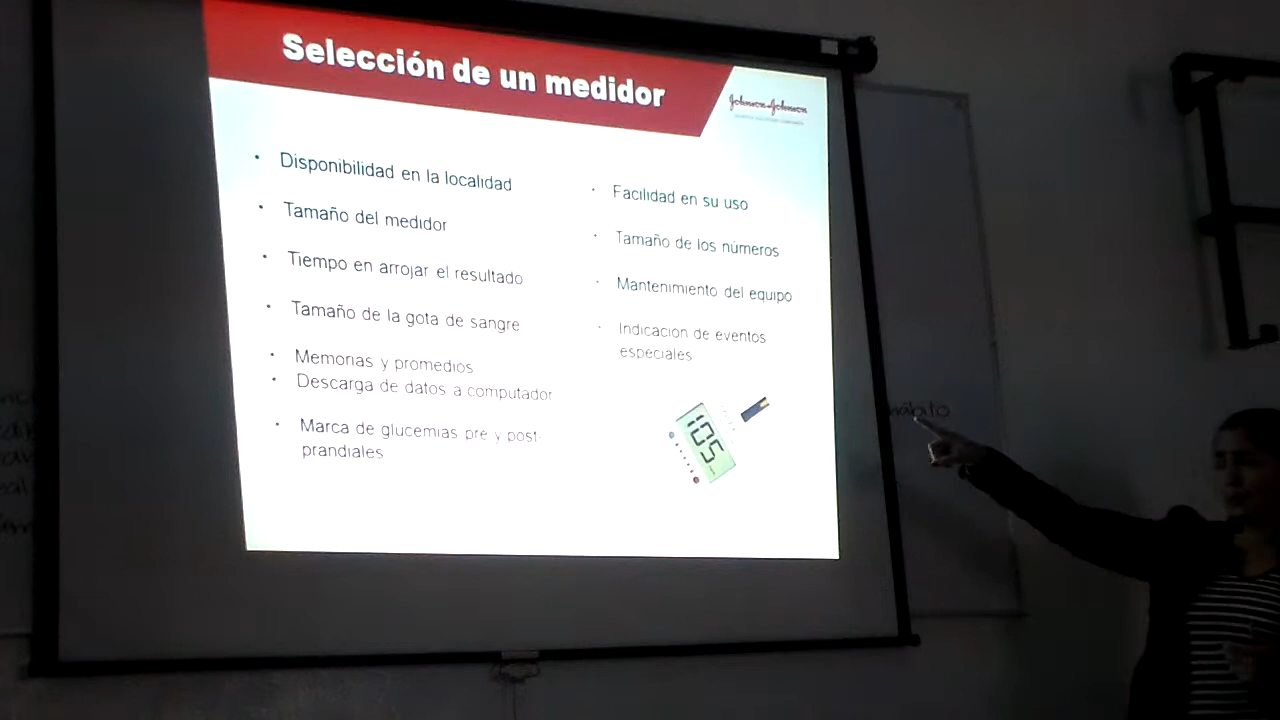 Selección de un medidor
Johnson & Johnson
• Disponibilidad en la localidad
• Tamaño del medidor
• Tiempo en arrojar el resultado
• Tamaño de la gota de sangre
• Memorias y promedios
• Descarga de datos a computador
• Marca de glucemias pre y post-
prandiales
• Facilidad en su uso
• Tamaño de los números
• Mantenimiento del equipo
• Indicación de eventos
especiales
105
hábito